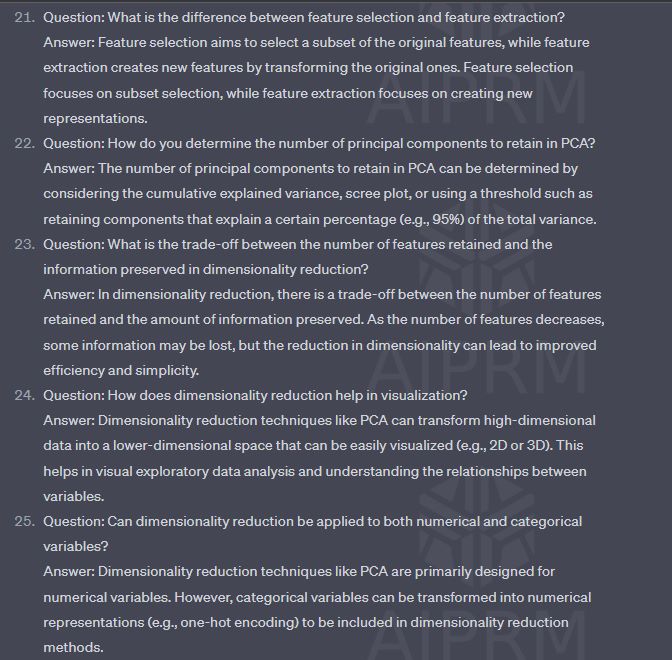 21. Question: What is the difference between feature selection and feature extraction?
Answer: Feature selection aims to select a subset of the original features, while feature
extraction creates new features by transforming the original ones. Feature selection
focuses on subset selection, while feature extraction focuses on creating new
representations.
22. Question: How do you determine the number of principal components to retain in PCA?
Answer: The number of principal components to retain in PCA can be determined by
considering the cumulative explained variance, scree plot, or using a threshold such as
retaining components that explain a certain percentage (e.g., 95%) of the total variance.
23. Question: What is the trade-off between the number of features retained and the
information preserved in dimensionality reduction?
Answer: In dimensionality reduction, there is a trade-off between the number of features
retained and the amount of information preserved. As the number of features decreases,
some information may be lost, but the reduction in dimensionality can lead to improved
efficiency and simplicity.
24. Question: How does dimensionality reduction help in visualization?
Answer: Dimensionality reduction techniques like PCA can transform high-dimensional
data into a lower-dimensional space that can be easily visualized (e.g., 2D or 3D). This
helps in visual exploratory data analysis and understanding the relationships between
variables.
25. Question: Can dimensionality reduction be applied to both numerical and categorical
variables?
Answer: Dimensionality reduction techniques like PCA are primarily designed for
numerical variables. However, categorical variables can be transformed into numerical
representations (e.g., one-hot encoding) to be included in dimensionality reduction
methods.
AIPRM
AIPRM
AIPRM